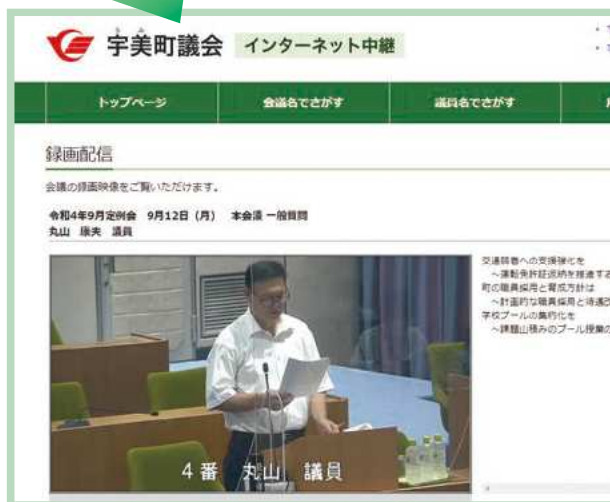 宇美町議会 インターネット中継
トップページ 会議名でさがす 議員名でさがす
録画配信
会議の録画映像をご覧いただけます。
令和4年9月定例会 9月12日（月） 本会議 一般質問
丸山 康夫 議員
交通弱者への支援強化を
～運転免許証返納を推進する
町の職員採用と育成方針は
～計画的な職員採用と待遇改
学校プールの集約化を
～課題山積みのプール授業の
4番 丸山 議員